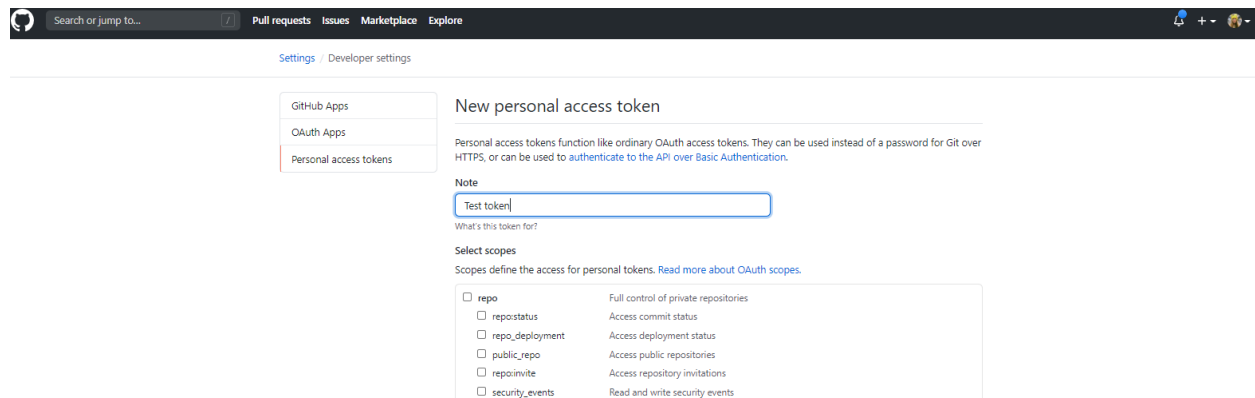 Search or jump to... /
Pull requests Issues Marketplace Explore
Settings / Developer settings
GitHub Apps
OAuth Apps
Personal access tokens
New personal access token
Personal access tokens function like ordinary OAuth access tokens. They can be used instead of a password for Git over
HTTPS, or can be used to authenticate to the API over Basic Authentication.
Note
Test token
What's this token for?
Select scopes
Scopes define the access for personal tokens. Read more about OAuth scopes.
repo Full control of private repositories
repo:status Access commit status
repo_deployment Access deployment status
public_repo Access public repositories
repo:invite Access repository invitations
security_events Read and write security events